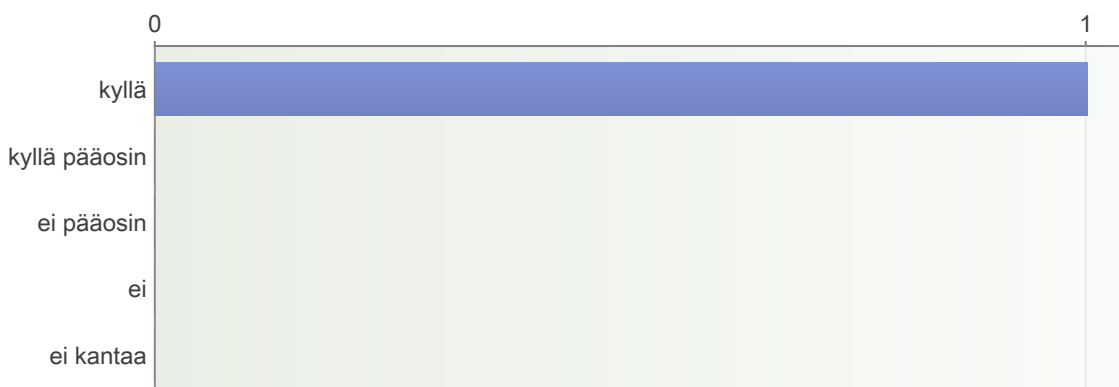 0 1
kyllä
kyllä pääosin
ei pääosin
ei
ei kantaa